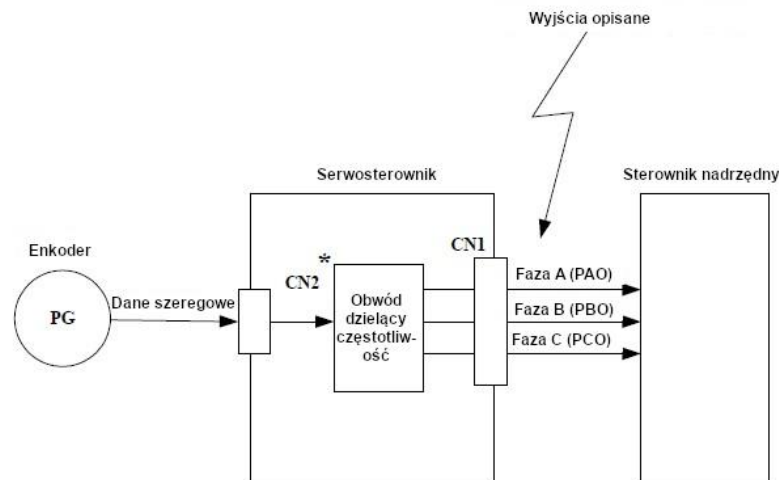 Wyjścia opisane
Serwosterownik
Sterownik nadrzędny
Enkoder
PG
Dane szeregowe
CN2
*
CN1
Obwód
dzielący
częstotliw-
ość
Faza A (PAO)
Faza B (PBO)
Faza C (PCO)